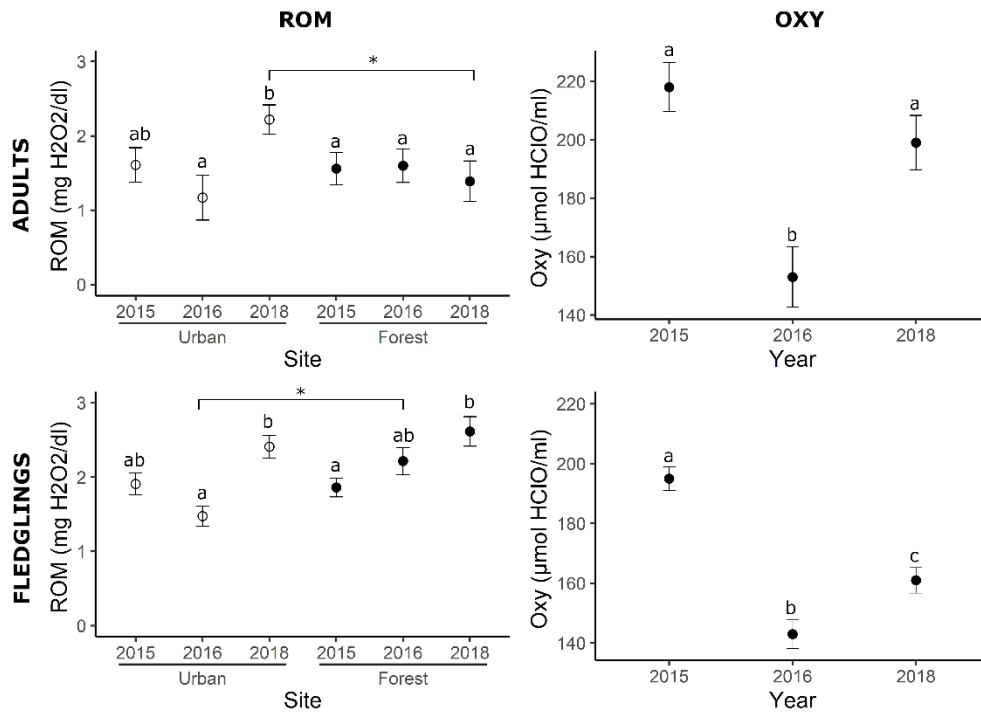 ROM
OXY
ADULTS
ROM (mg H2O2/dl)
3
2
1
0
*
ab
a
b
a
a
a
2015
2016
2018
2015
2016
2018
Urban
Forest
Site
Oxy (µmol HClO/ml)
220
200
180
160
140
a
b
a
2015
2016
2018
Year
FLEDGLINGS
ROM (mg H2O2/dl)
3
2
1
0
*
ab
a
b
a
ab
b
2015
2016
2018
2015
2016
2018
Urban
Forest
Site
Oxy (µmol HClO/ml)
220
200
180
160
140
a
b
c
2015
2016
2018
Year